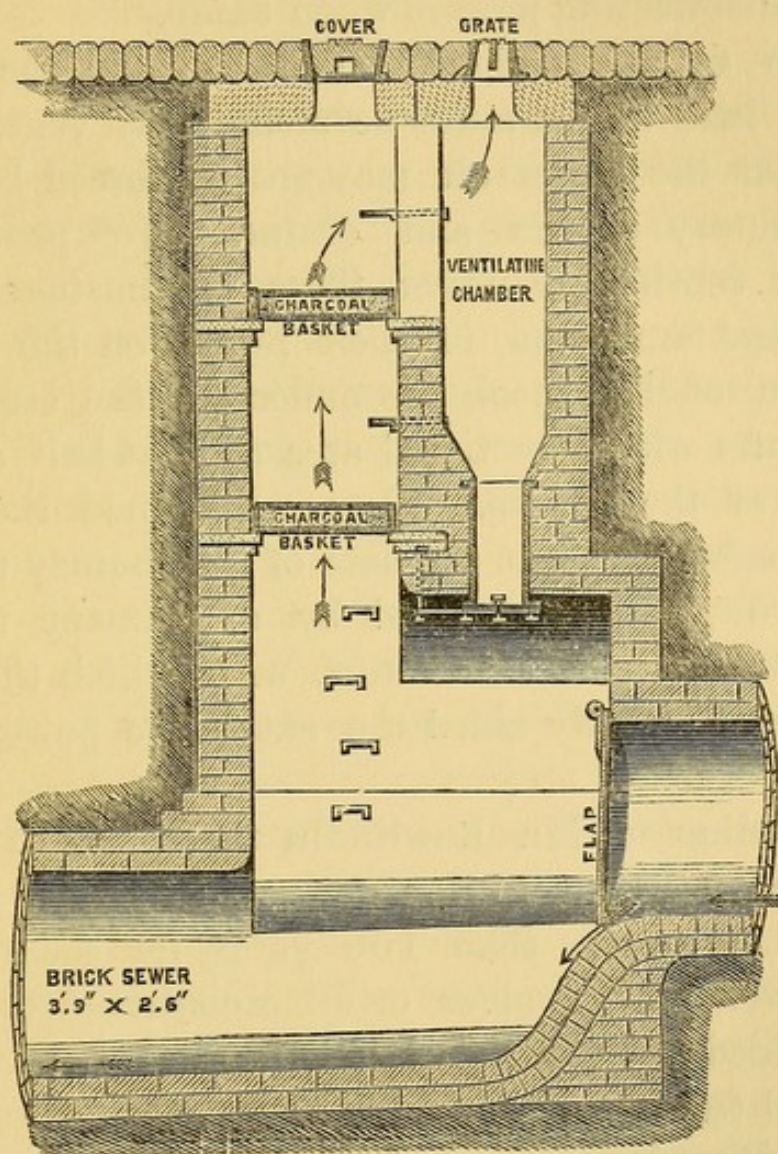 COVER
GRATE
VENTILATING
CHAMBER
CHARCOAL
BASKET
CHARCOAL
BASKET
FLAP
BRICK SEWER
3'.9" X 2'.6"